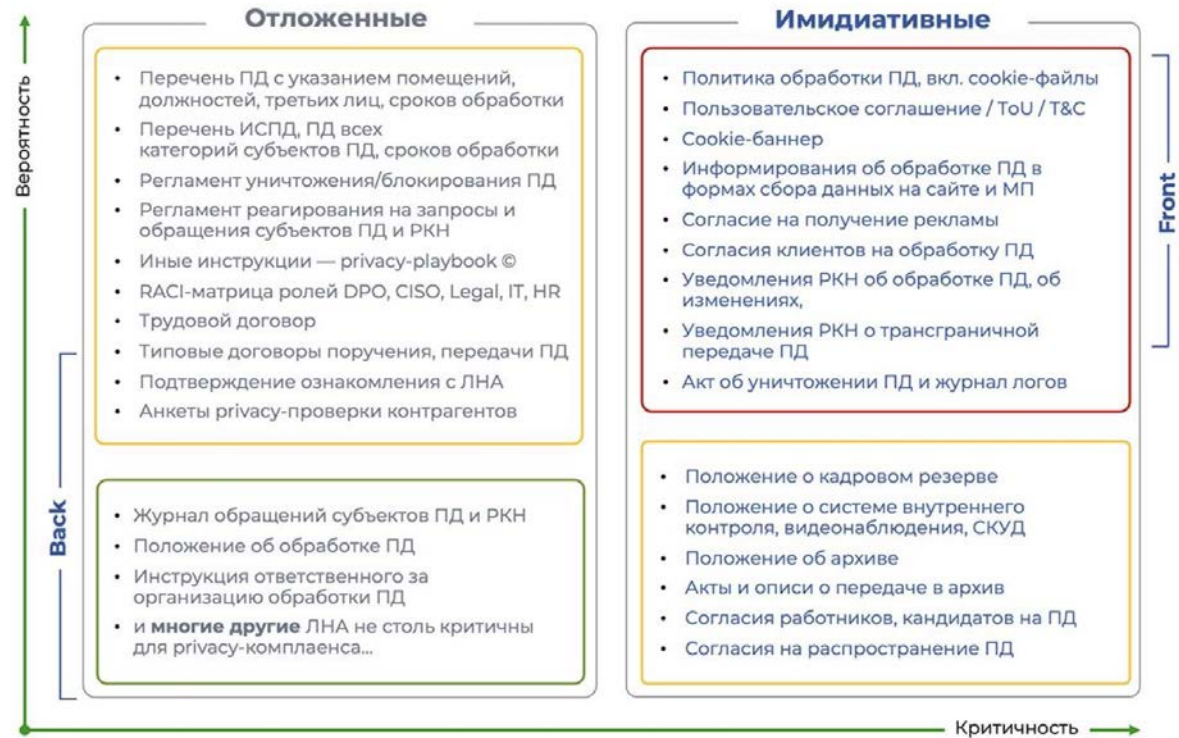 Вероятность
Отложенные
• Перечень ПД с указанием помещений,
должностей, третьих лиц, сроков обработки
• Перечень ИСПД, ПД всех
категорий субъектов ПД, сроков обработки
• Регламент уничтожения/блокирования ПД
• Регламент реагирования на запросы и
обращения субъектов ПД и РКН
• Иные инструкции — privacy-playbook ©
• RACI-матрица ролей DPO, CISO, Legal, IT, HR
• Трудовой договор
• Типовые договоры поручения, передачи ПД
• Подтверждение ознакомления с ЛНА
• Анкеты privacy-проверки контрагентов
Back
• Журнал обращений субъектов ПД и РКН
• Положение об обработке ПД
• Инструкция ответственного за
организацию обработки ПД
• и многие другие ЛНА не столь критичны
для privacy-комплаенса...
Имидиативные
• Политика обработки ПД, вкл. cookie-файлы
• Пользовательское соглашение / ToU / T&C
• Cookie-баннер
• Информирования об обработке ПД в
формах сбора данных на сайте и МП
• Согласие на получение рекламы
• Согласия клиентов на обработку ПД
• Уведомления РКН об обработке ПД, об
изменениях,
• Уведомления РКН о трансграничной
передаче ПД
• Акт об уничтожении ПД и журнал логов
Front
• Положение о кадровом резерве
• Положение о системе внутреннего
контроля, видеонаблюдения, СКУД
• Положение об архиве
• Акты и описи о передаче в архив
• Согласия работников, кандидатов на ПД
• Согласия на распространение ПД
Критичность